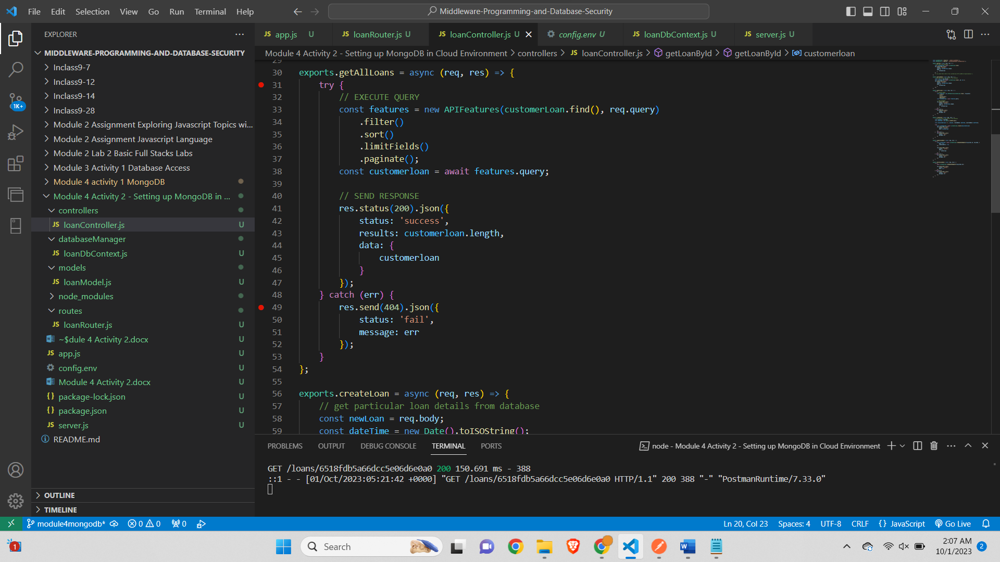 File Edit Selection View Go Run Terminal Help
Middleware-Programming-and-Database-Security
EXPLORER
MIDDLEWARE-PROGRAMMING-AND-DATABASE-SECURITY
Inclass9-7
Inclass9-12
Inclass9-14
Inclass9-28
Module 2 Assignment Exploring Javascript Topics wi...
Module 2 Assignment Javascript Language
Module 2 Lab 2 Basic Full Stacks Labs
Module 3 Activity 1 Database Access
Module 4 activity 1 MongoDB
Module 4 Activity 2 - Setting up MongoDB in ...
controllers
JS loanController.js U
databaseManager
JS loanDbContext.js U
models
JS loanModel.js U
node_modules
routes
JS loanRouter.js U
~$dule 4 Activity 2.docx U
JS app.js U
config.env U
Module 4 Activity 2.docx U
{} package-lock.json U
{} package.json U
JS server.js U
README.md
OUTLINE
TIMELINE
1K+
JS app.js U JS loanRouter.js U JS loanController.js U config.env U JS loanDbContext.js U JS server.js U
Module 4 Activity 2 - Setting up MongoDB in Cloud Environment > controllers > JS loanController.js > getLoanById > getLoanById > customerloan
29
30 exports.getAllLoans = async (req, res) => {
31 try {
32 // EXECUTE QUERY
33 const features = new APIFeatures(customerLoan.find(), req.query)
34 .filter()
35 .sort()
36 .limitFields()
37 .paginate();
38 const customerloan = await features.query;
39
40 // SEND RESPONSE
41 res.status(200).json({
42 status: 'success',
43 results: customerloan.length,
44 data: {
45 customerloan
46 }
47 });
48 } catch (err) {
49 res.send(404).json({
50 status: 'fail',
51 message: err
52 });
53 }
54 };
55
56 exports.createLoan = async (req, res) => {
57 // get particular loan details from database
58 const newLoan = req.body;
59 const dateTime = new Date().toISOString();
PROBLEMS OUTPUT DEBUG CONSOLE TERMINAL PORTS
node - Module 4 Activity 2 - Setting up MongoDB in Cloud Environment
GET /loans/6518fdb5a66dcc5e06d6e0a0 200 150.691 ms - 388
::1 - - [01/Oct/2023:05:21:42 +0000] "GET /loans/6518fdb5a66dcc5e06d6e0a0 HTTP/1.1" 200 388 "-" "PostmanRuntime/7.33.0"
module4mongodb* 0 0 0
Ln 20, Col 23 Spaces: 4 UTF-8 CRLF {} JavaScript Go Live
1
Search
2:07 AM
10/1/2023
2